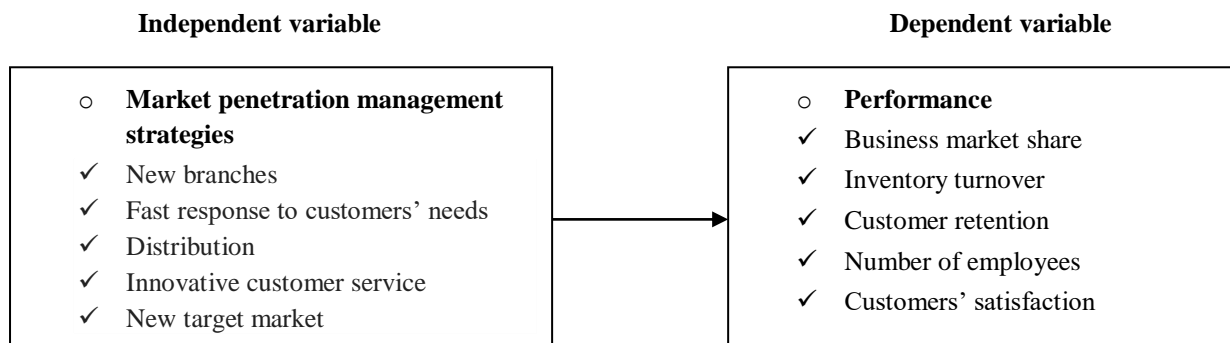 Independent variable
Dependent variable
○ Market penetration management
strategies
✓ New branches
✓ Fast response to customers’ needs
✓ Distribution
✓ Innovative customer service
✓ New target market
○ Performance
✓ Business market share
✓ Inventory turnover
✓ Customer retention
✓ Number of employees
✓ Customers’ satisfaction